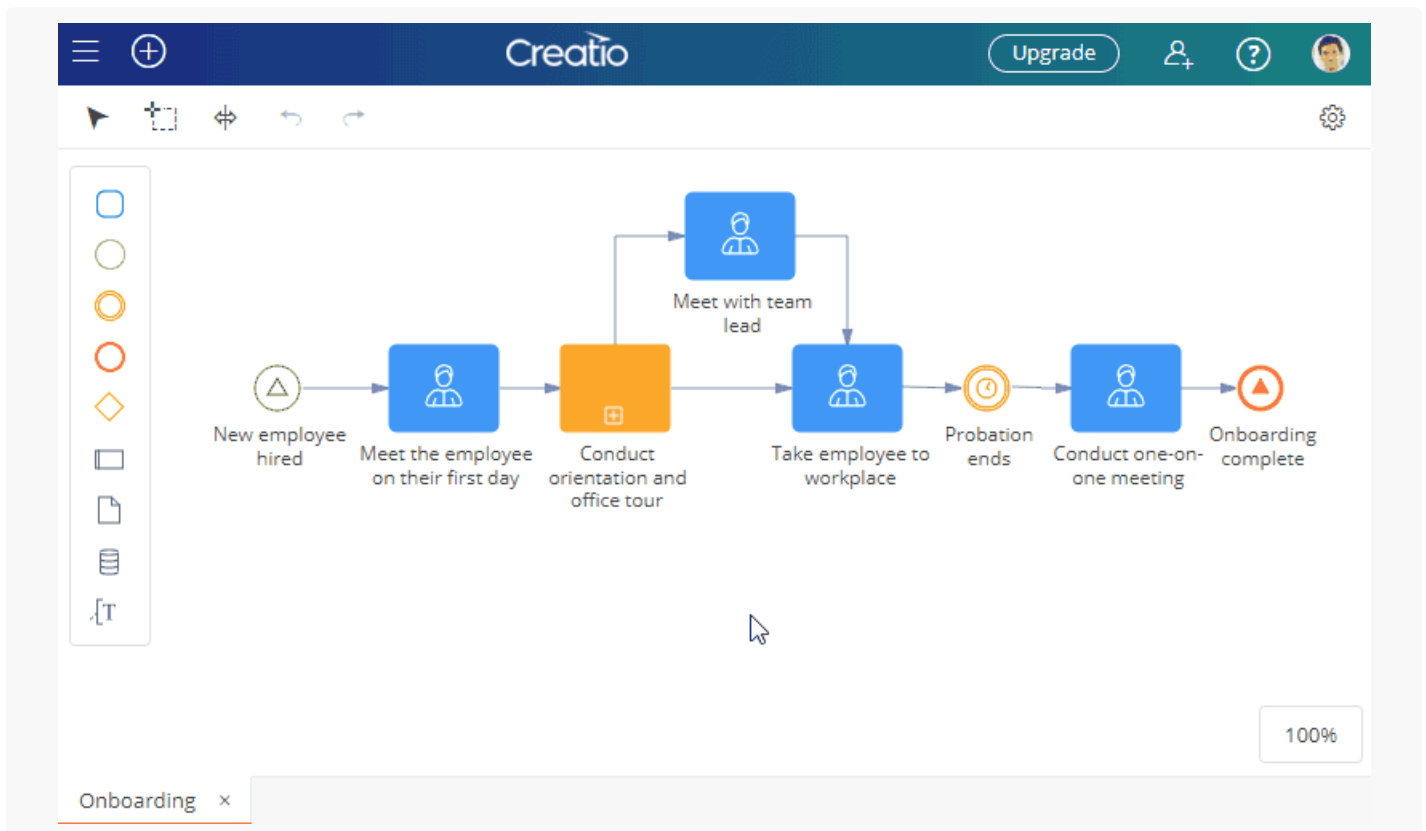 Creatio
Upgrade
?
T
Meet with team
lead
New employee
hired
Meet the employee
on their first day
Conduct
orientation and
office tour
Take employee to
workplace
Probation
ends
Conduct one-on-
one meeting
Onboarding
complete
100%
Onboarding ×